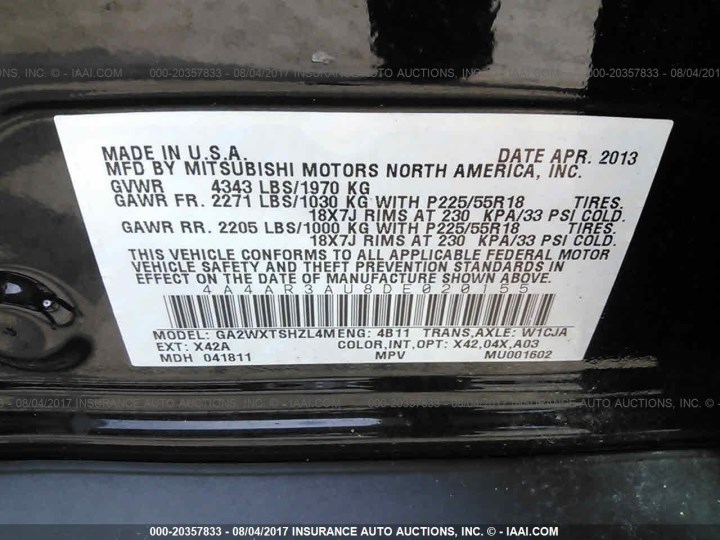 000-20357833 - 08/04/2017 INSURANCE AUTO AUCTIONS, INC. - © IAAI.COM
MADE IN U.S.A. DATE APR. 2013
MFD BY MITSUBISHI MOTORS NORTH AMERICA, INC.
GVWR 4343 LBS/1970 KG
GAWR FR. 2271 LBS/1030 KG WITH P225/55R18 TIRES,
18X7J RIMS AT 230 KPA/33 PSI COLD.
GAWR RR. 2205 LBS/1000 KG WITH P225/55R18 TIRES,
18X7J RIMS AT 230 KPA/33 PSI COLD.
THIS VEHICLE CONFORMS TO ALL APPLICABLE FEDERAL MOTOR
VEHICLE SAFETY AND THEFT PREVENTION STANDARDS IN
EFFECT ON THE DATE OF MANUFACTURE SHOWN ABOVE.
4A4AR3AU8DE020155
MODEL: GA2WXTSHZL4M ENG: 4B11 TRANS,AXLE: W1CJA
EXT: X42A COLOR,INT,OPT: X42,04X,A03
MDH 041811 MPV MU001602
000-20357833 - 08/04/2017 INSURANCE AUTO AUCTIONS, INC. - © IAAI.COM
000-20357833 - 08/04/2017 INSURANCE AUTO AUCTIONS, INC. - © IAAI.COM